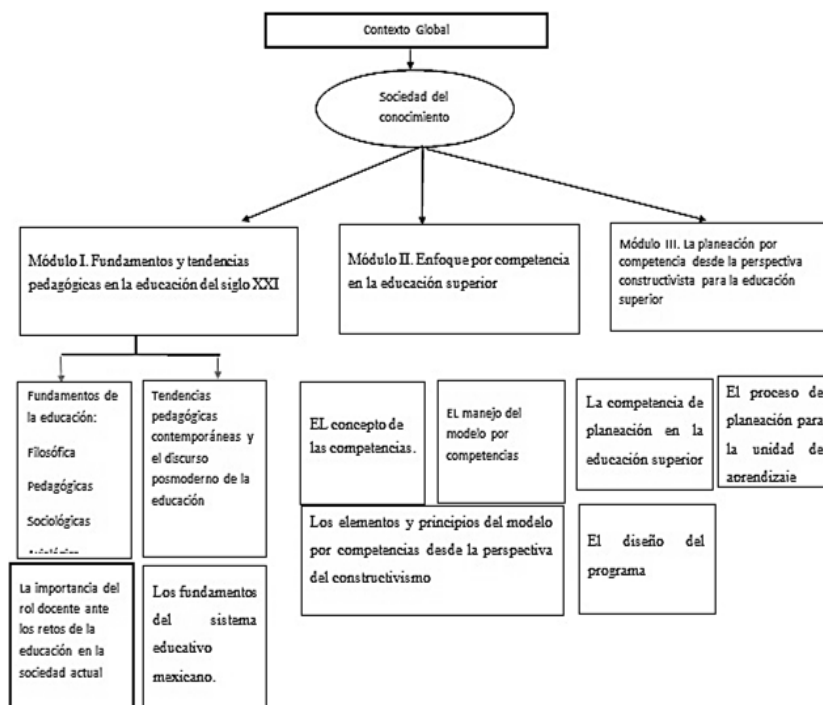 Contexto Global
Sociedad del
conocimiento
Módulo I. Fundamentos y tendencias
pedagógicas en la educación del siglo XXI
Módulo II. Enfoque por competencia
en la educación superior
Módulo III. La planeación por
competencia desde la perspectiva
constructivista para la educación
superior
Fundamentos de
la educación:
Filosófica
Pedagógicas
Sociológicas
Tendencias
pedagógicas
contemporáneas y
el discurso
posmoderno de la
educación
EL concepto de
las competencias.
EL manejo del
modelo por
competencias
La competencia de
planeación en la
educación superior
El proceso de
planeación para
la unidad de
aprendizaje
La importancia del
rol docente ante
los retos de la
educación en la
sociedad actual
Los fundamentos
del sistema
educativo
mexicano.
Los elementos y principios del modelo
por competencias desde la perspectiva
del constructivismo
El diseño del
programa